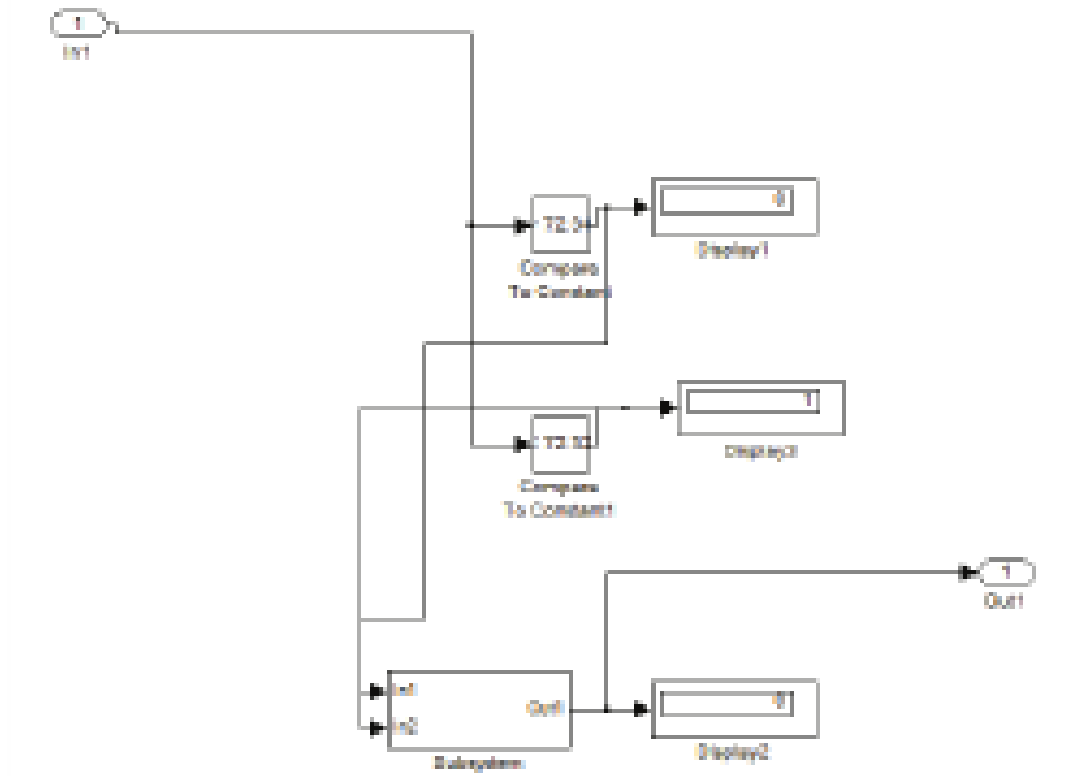 1
In1
0
Display1
Compare
To Constant
1
Display3
Compare
To Constant1
1
Out1
In1
Out1
In2
Subsystem
0
Display2